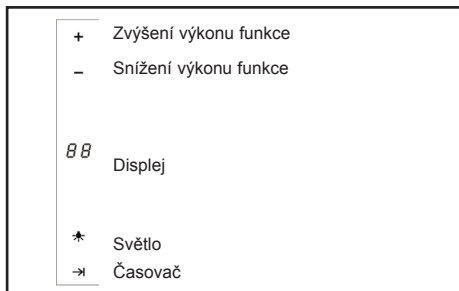 + Zvýšení výkonu funkce
– Snížení výkonu funkce
88 Displej
Světlo
Časovač